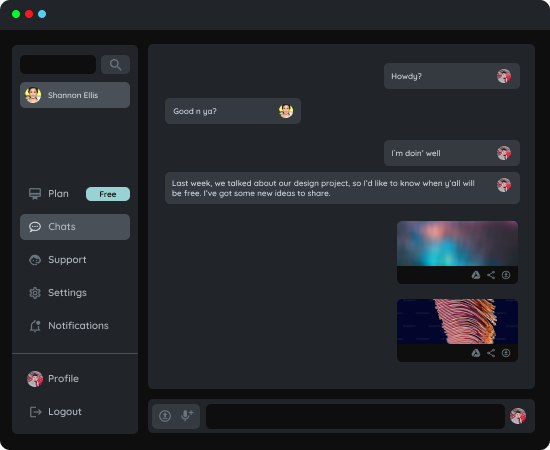 Shannon Ellis
Plan
Free
Chats
Support
Settings
Notifications
Profile
Logout
Howdy?
Good n ya?
I'm doin' well
Last week, we talked about our design project, so I'd like to know when y'all will
be free. I've got some new ideas to share.